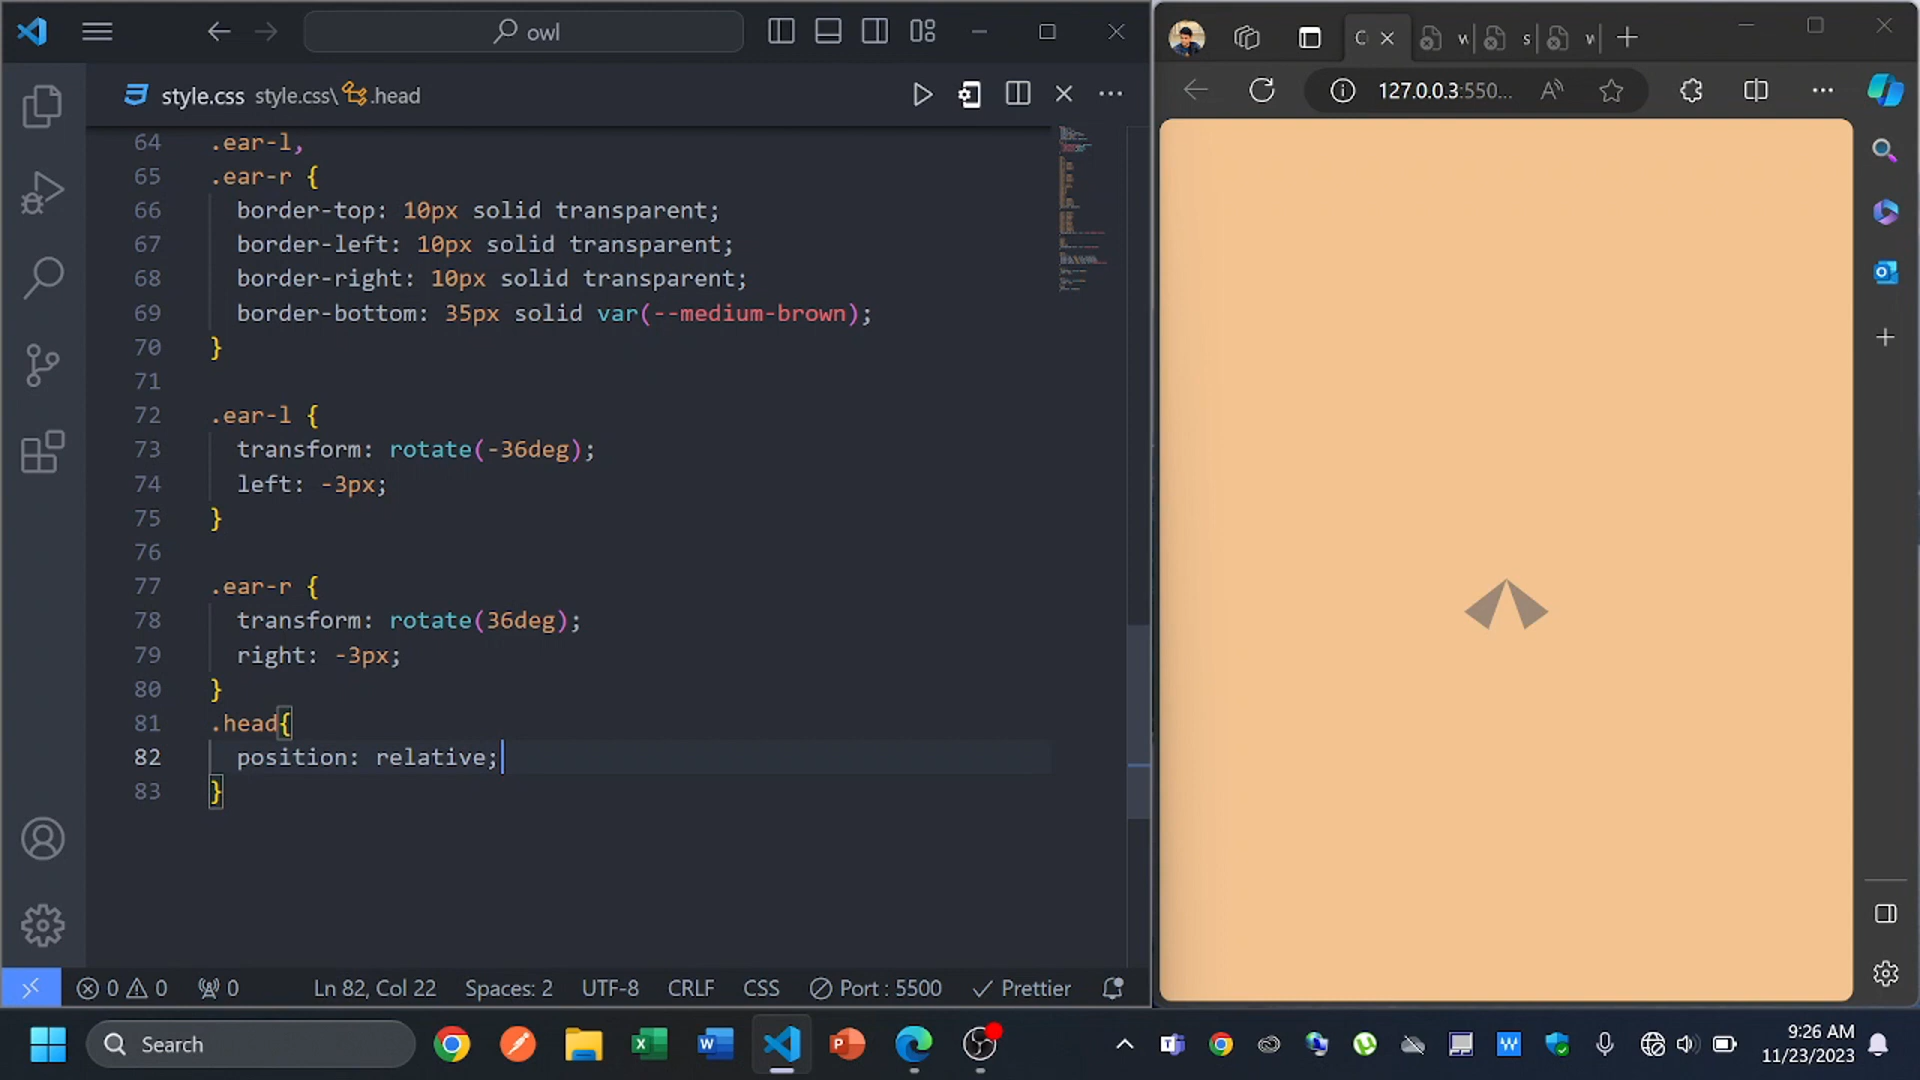 owl
style.css style.css\ .head
64 .ear-l,
65 .ear-r {
66 border-top: 10px solid transparent;
67 border-left: 10px solid transparent;
68 border-right: 10px solid transparent;
69 border-bottom: 35px solid var(--medium-brown);
70 }
71
72 .ear-l {
73 transform: rotate(-36deg);
74 left: -3px;
75 }
76
77 .ear-r {
78 transform: rotate(36deg);
79 right: -3px;
80 }
81 .head{
82 position: relative;
83 }
0 0 0 Ln 82, Col 22 Spaces: 2 UTF-8 CRLF CSS Port : 5500 Prettier
127.0.0.3:550...
Search
9:26 AM
11/23/2023